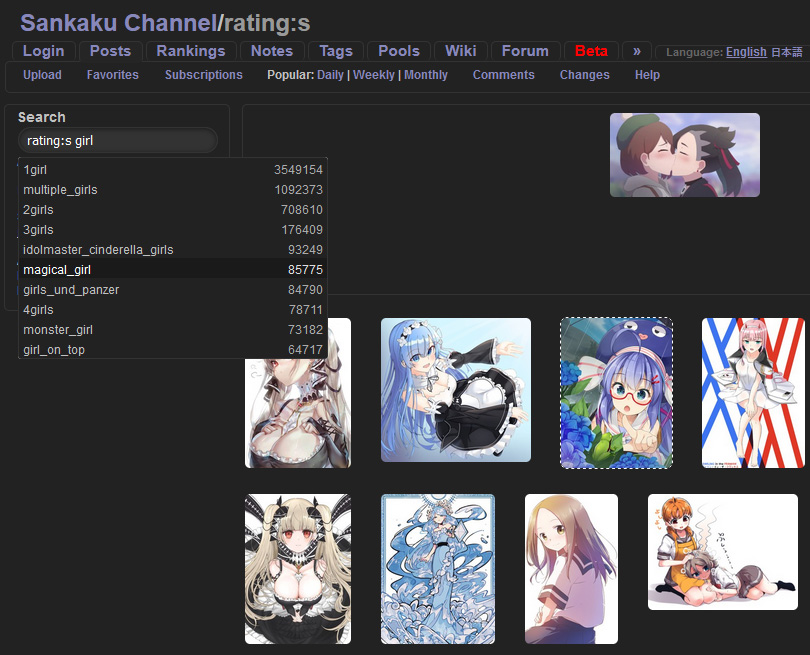 Sankaku Channel/rating:s
Login Posts Rankings Notes Tags Pools Wiki Forum Beta » Language: English 日本語
Upload Favorites Subscriptions Popular: Daily | Weekly | Monthly Comments Changes Help
Search
rating:s girl
1girl 3549154
multiple_girls 1092373
2girls 708610
3girls 176409
idolmaster_cinderella_girls 93249
magical_girl 85775
girls_und_panzer 84790
4girls 78711
monster_girl 73182
girl_on_top 64717